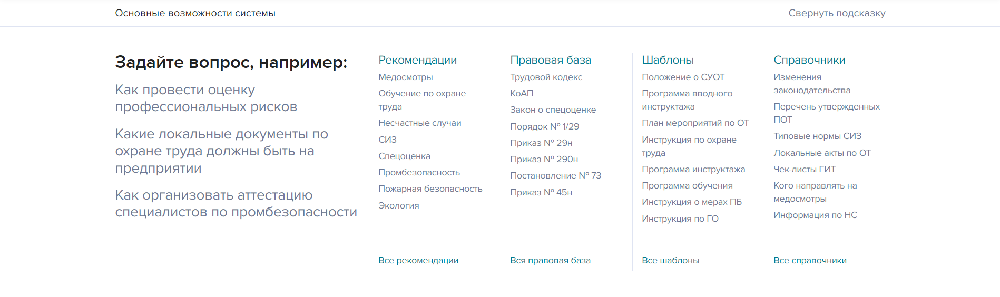 Основные возможности системы
Свернуть подсказку
Задайте вопрос, например:
Как провести оценку
профессиональных рисков
Какие локальные документы по
охране труда должны быть на
предприятии
Как организовать аттестацию
специалистов по промбезопасности
Рекомендации
Медосмотры
Обучение по охране
труда
Несчастные случаи
СИЗ
Спецоценка
Промбезопасность
Пожарная безопасность
Экология
Все рекомендации
Правовая база
Трудовой кодекс
КоАП
Закон о спецоценке
Порядок № 1/29
Приказ № 29н
Приказ № 290н
Постановление № 73
Приказ № 45н
Вся правовая база
Шаблоны
Положение о СУОТ
Программа вводного
инструктажа
План мероприятий по ОТ
Инструкция по охране
труда
Программа инструктажа
Программа обучения
Инструкция о мерах ПБ
Инструкция по ГО
Все шаблоны
Справочники
Изменения
законодательства
Перечень утвержденных
ПОТ
Типовые нормы СИЗ
Локальные акты по ОТ
Чек-листы ГИТ
Кого направлять на
медосмотры
Информация по НС
Все справочники